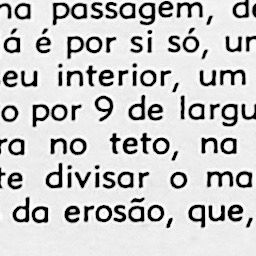 na passagem, de
á é por si só, un
seu interior, um
o por 9 de largu
ra no teto, na
te divisar o ma
da erosão, que,